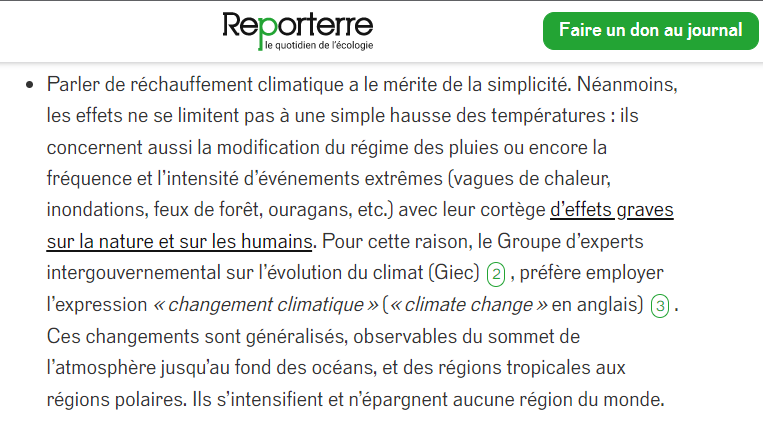 Reporterre
le quotidien de l'écologie
Faire un don au journal
• Parler de réchauffement climatique a le mérite de la simplicité. Néanmoins,
les effets ne se limitent pas à une simple hausse des températures : ils
concernent aussi la modification du régime des pluies ou encore la
fréquence et l'intensité d'événements extrêmes (vagues de chaleur,
inondations, feux de forêt, ouragans, etc.) avec leur cortège d'effets graves
sur la nature et sur les humains. Pour cette raison, le Groupe d'experts
intergouvernemental sur l'évolution du climat (Giec) 2 , préfère employer
l'expression « changement climatique » (« climate change » en anglais) 3 .
Ces changements sont généralisés, observables du sommet de
l'atmosphère jusqu'au fond des océans, et des régions tropicales aux
régions polaires. Ils s'intensifient et n'épargnent aucune région du monde.